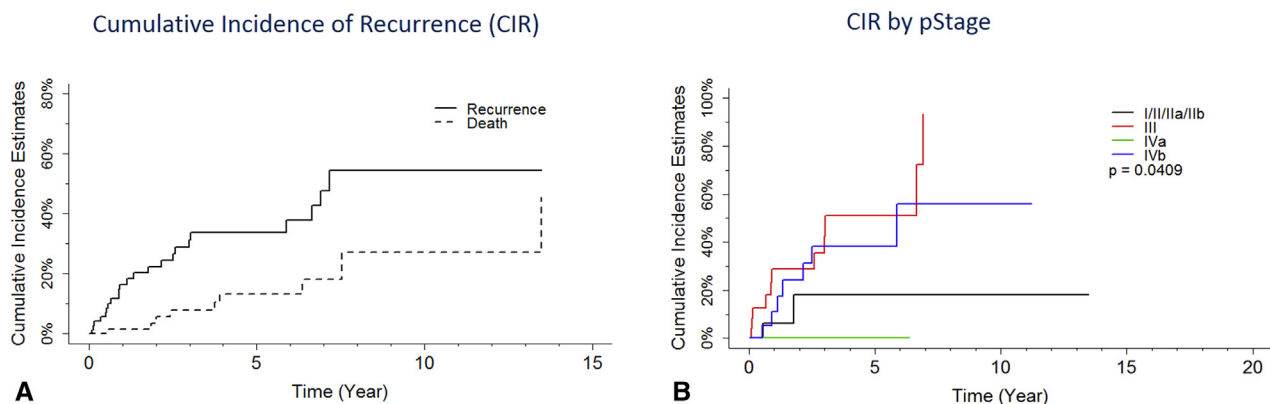 Cumulative Incidence of Recurrence (CIR)
Cumulative Incidence Estimates
80%
60%
40%
20%
0%
Recurrence
Death
0
5
10
15
Time (Year)
A
CIR by pStage
Cumulative Incidence Estimates
100%
80%
60%
40%
20%
0%
I/II/IIa/IIb
III
IVa
IVb
p = 0.0409
0
5
10
15
20
Time (Year)
B